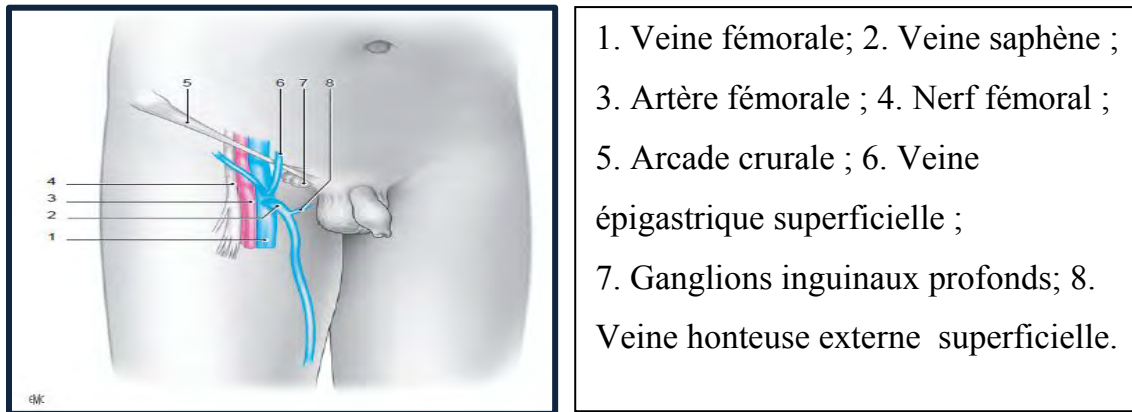 5 6 7 8
4
3
2
1
EMC
1. Veine fémorale; 2. Veine saphène ;
3. Artère fémorale ; 4. Nerf fémoral ;
5. Arcade crurale ; 6. Veine
épigastrique superficielle ;
7. Ganglions inguinaux profonds; 8.
Veine honteuse externe superficielle.